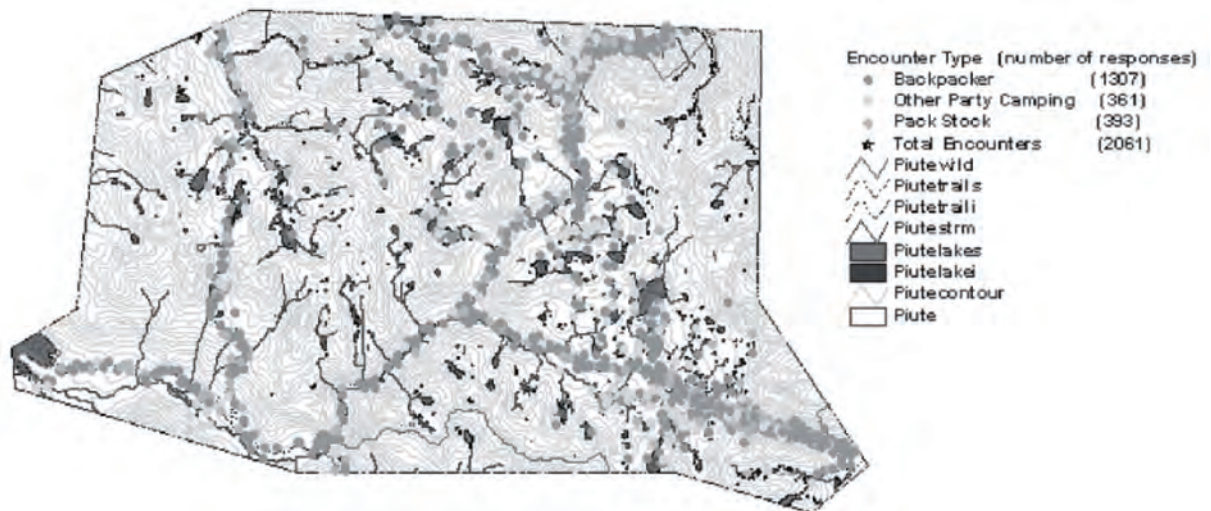 Encounter Type (number of responses)
Backpacker (1307)
Other Party Camping (361)
Pack Stock (393)
Total Encounters (2061)
Piutewild
Piutetrails
Piutetraili
Piutestrm
Piutelakes
Piutelakei
Piutecontour
Piute